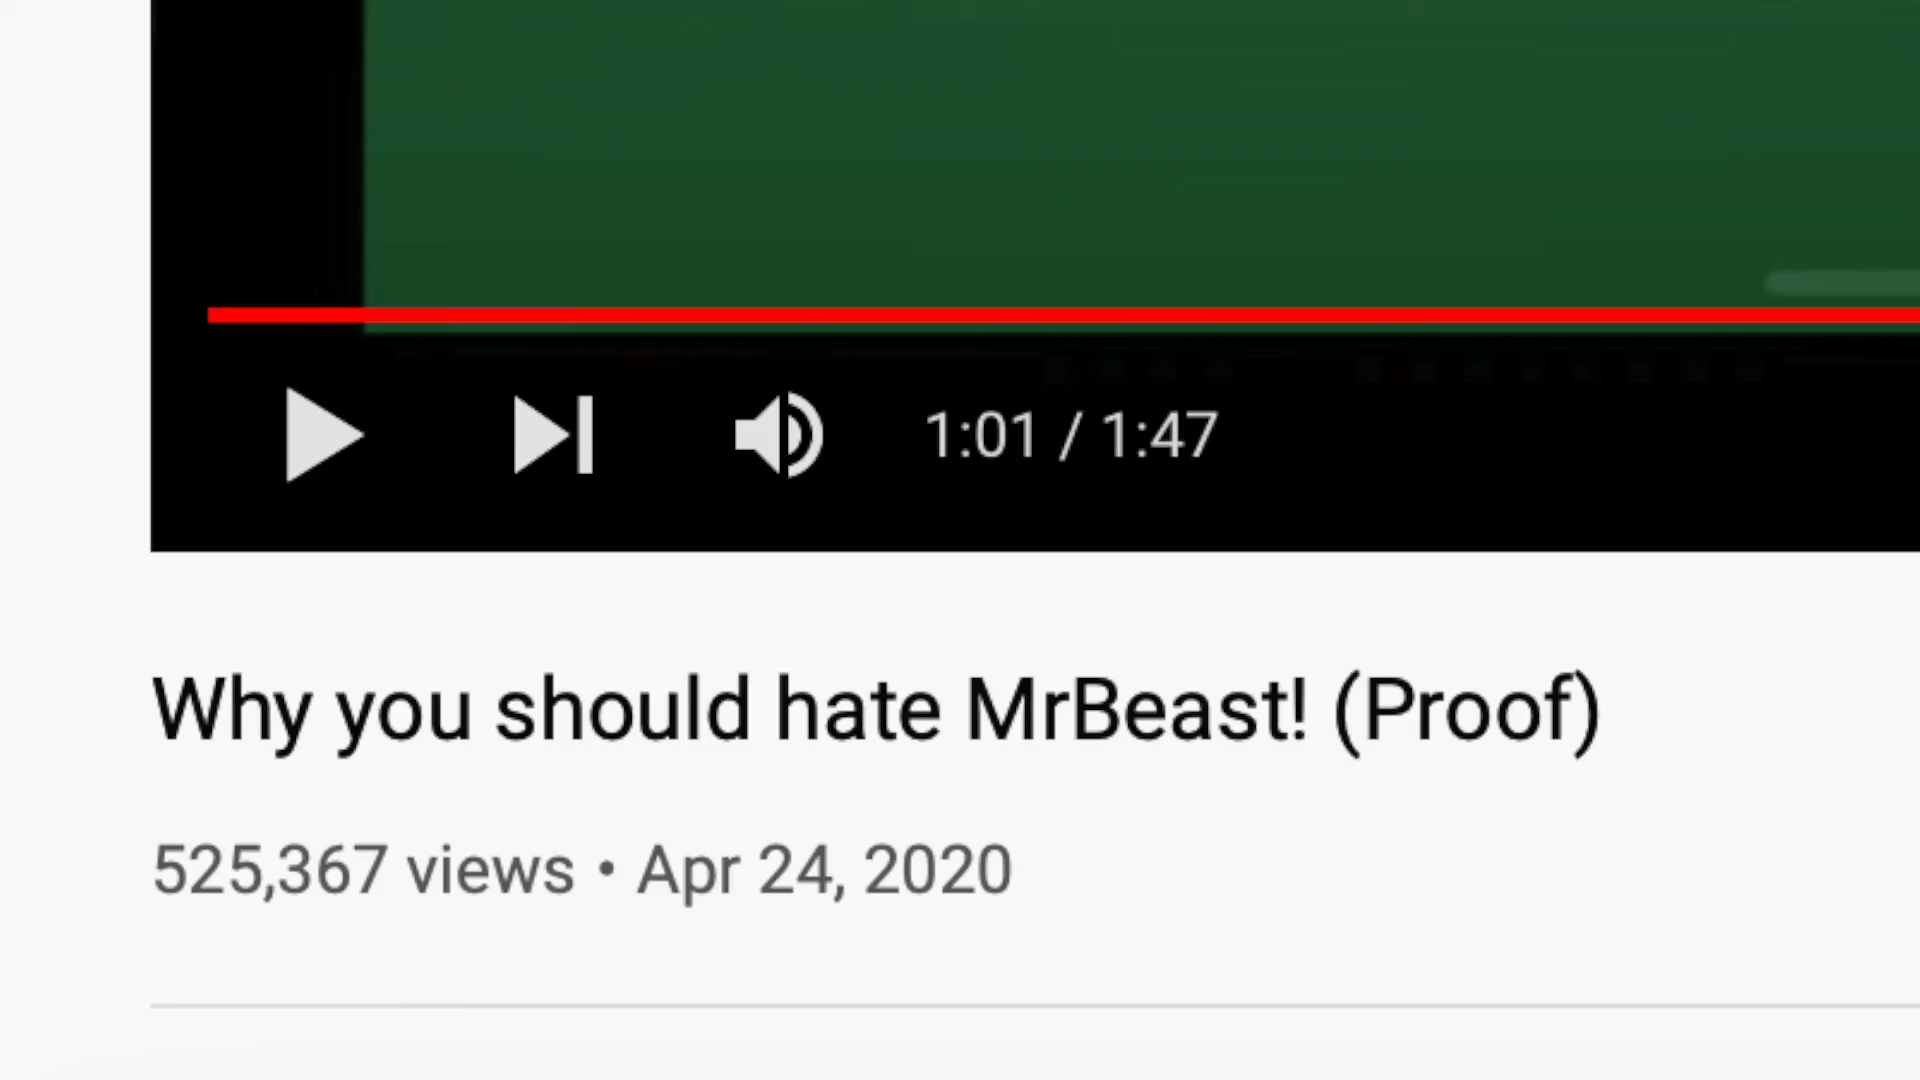 1:01 / 1:47
Why you should hate MrBeast! (Proof)
525,367 views • Apr 24, 2020